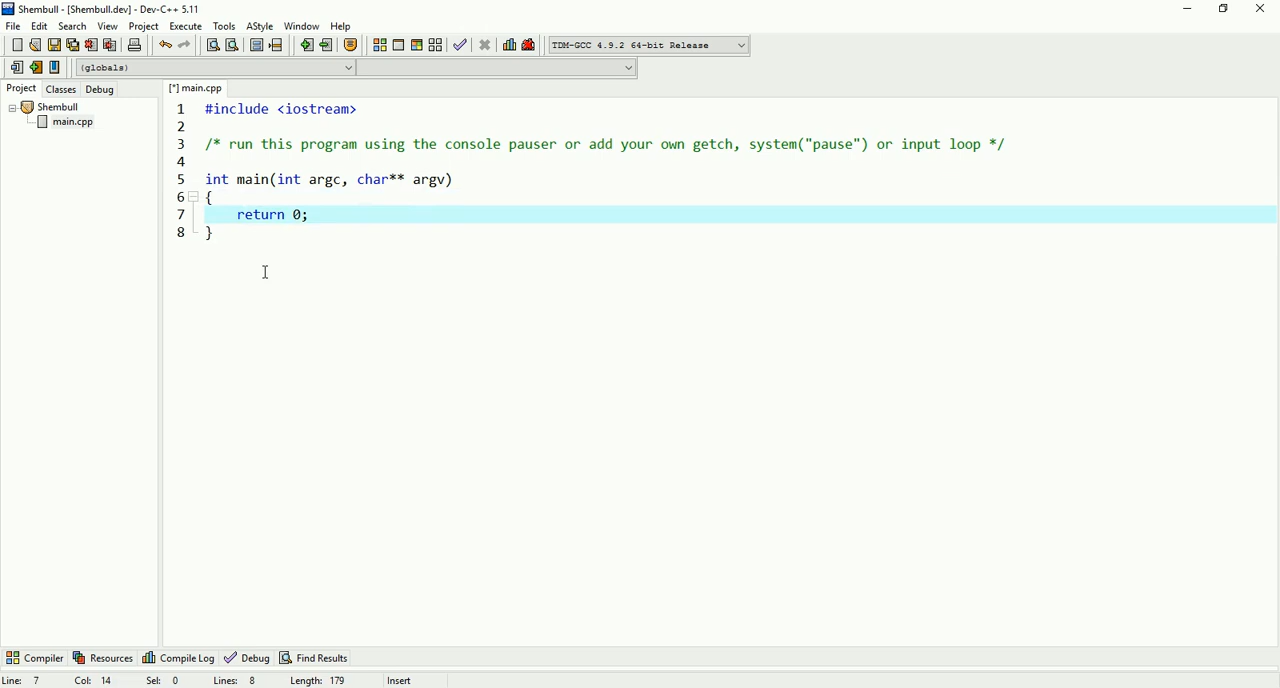 Shembull - [Shembull.dev] - Dev-C++ 5.11
File Edit Search View Project Execute Tools AStyle Window Help
TDM-GCC 4.9.2 64-bit Release
(globals)
Project Classes Debug
[*] main.cpp
Shembull
main.cpp
1 #include <iostream>
2
3 /* run this program using the console pauser or add your own getch, system("pause") or input loop */
4
5 int main(int argc, char** argv)
6 {
7 return 0;
8 }
Compiler Resources Compile Log Debug Find Results
Line: 7 Col: 14 Sel: 0 Lines: 8 Length: 179 Insert